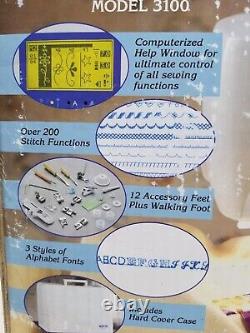 MODEL 3100
Computerized
Help Window for
ultimate control
of all sewing
functions
Over 200
Stitch Functions
12 Accessory Feet
Plus Walking Foot
3 Styles of
Alphabet Fonts
ABCDEFGHIJKL
Includes
Hard Cover Case